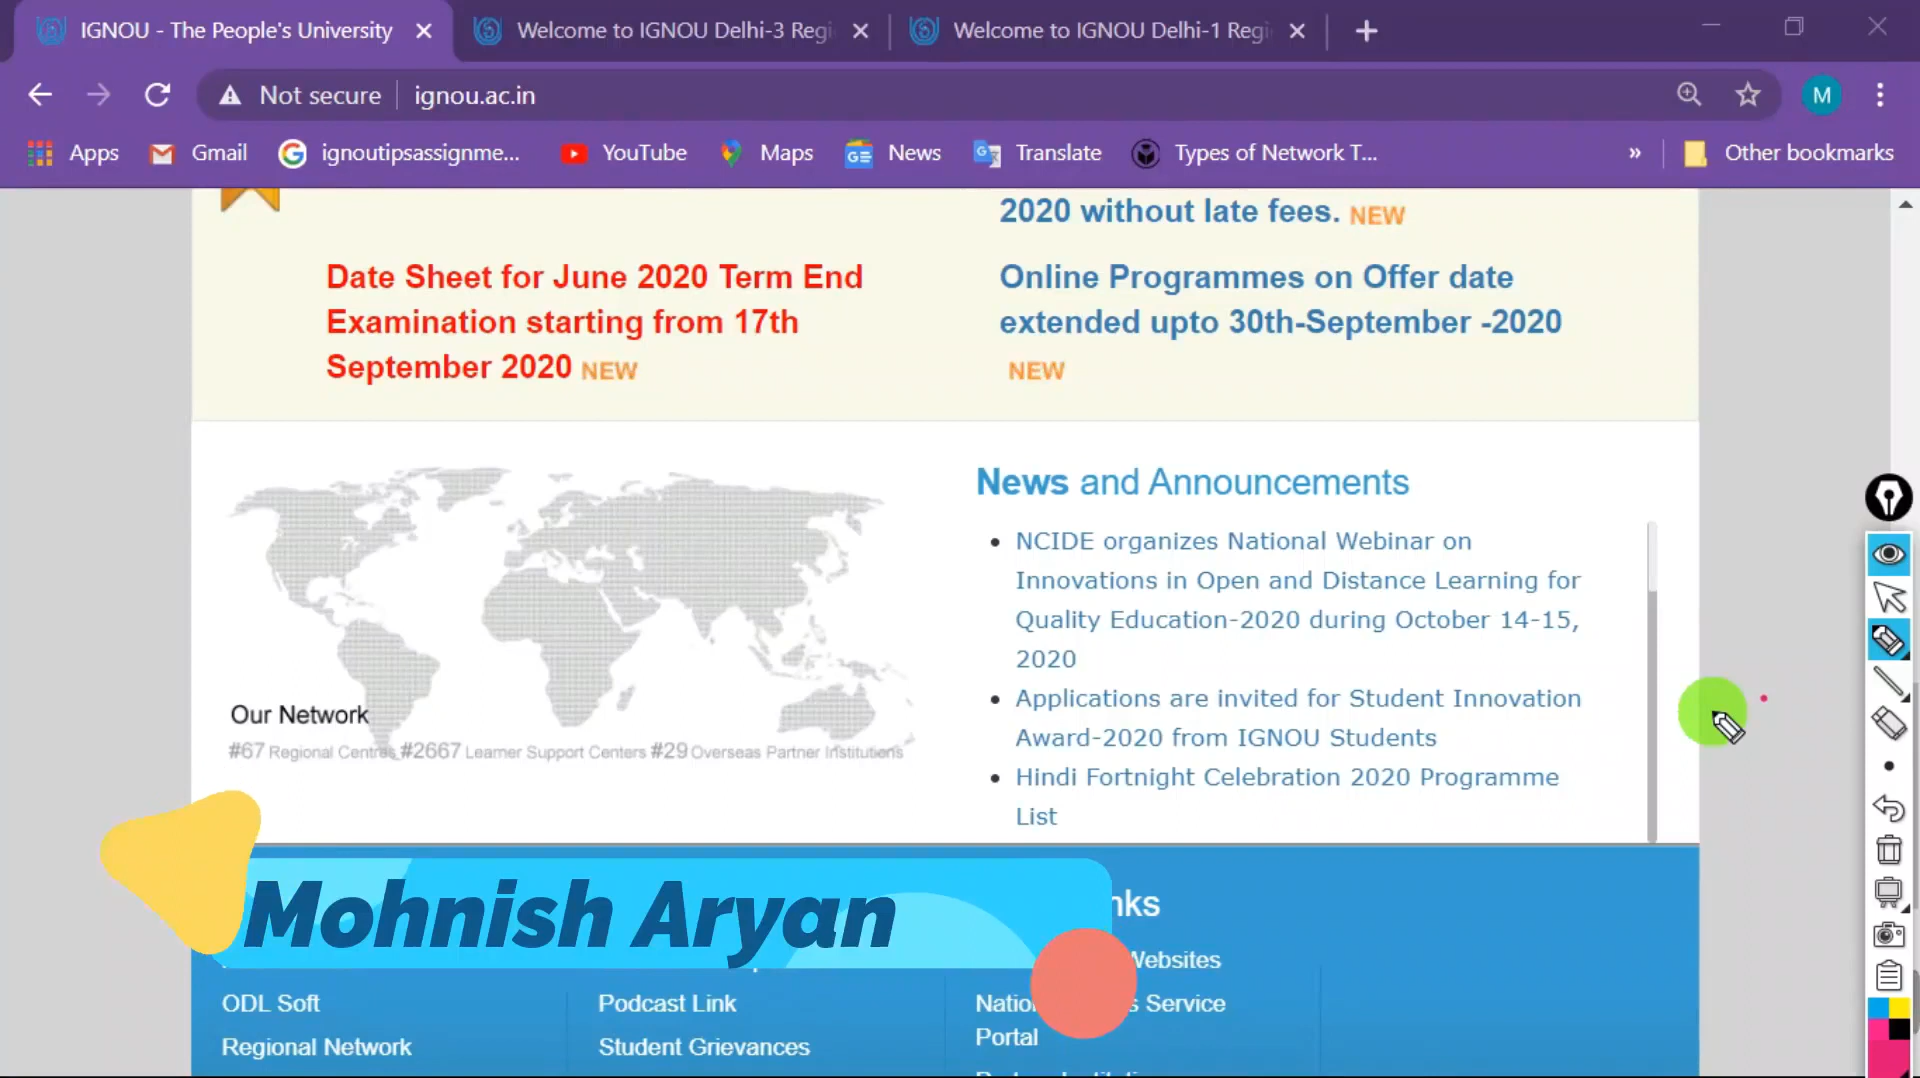 IGNOU - The People's University
Welcome to IGNOU Delhi-3 Regi
Welcome to IGNOU Delhi-1 Regi
Not secure
ignou.ac.in
M
Apps
Gmail
ignoutipsassignme...
YouTube
Maps
News
Translate
Types of Network T...
»
Other bookmarks
2020 without late fees. NEW
Date Sheet for June 2020 Term End
Examination starting from 17th
September 2020 NEW
Online Programmes on Offer date
extended upto 30th-September -2020
NEW
Our Network
#67 Regional Centres #2667 Learner Support Centers #29 Overseas Partner Institutions
News and Announcements
NCIDE organizes National Webinar on
Innovations in Open and Distance Learning for
Quality Education-2020 during October 14-15,
2020
Applications are invited for Student Innovation
Award-2020 from IGNOU Students
Hindi Fortnight Celebration 2020 Programme
List
Mohnish Aryan
nks
Websites
ODL Soft
Regional Network
Podcast Link
Student Grievances
Natio s Service
Portal